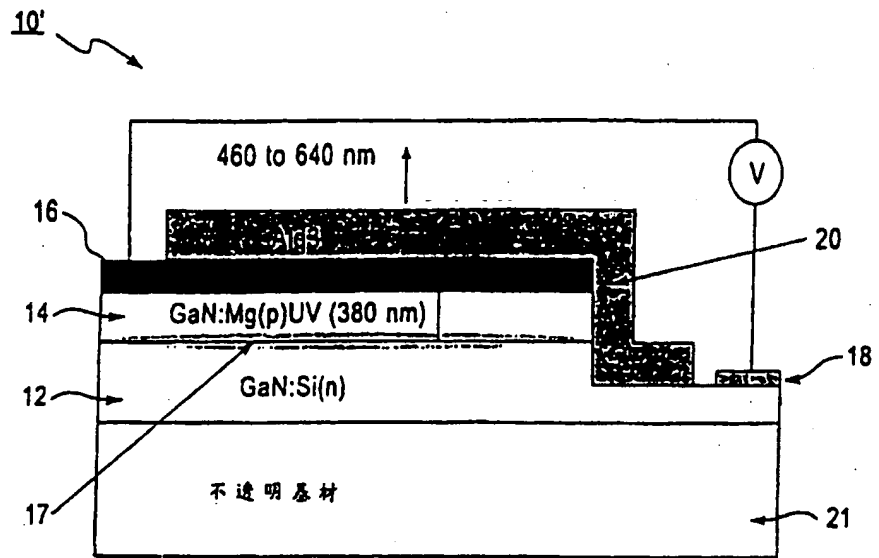 10'
460 to 640 nm
V
16
20
14
GaN:Mg(p)UV (380 nm)
18
12
GaN:Si(n)
不透明基材
17
21